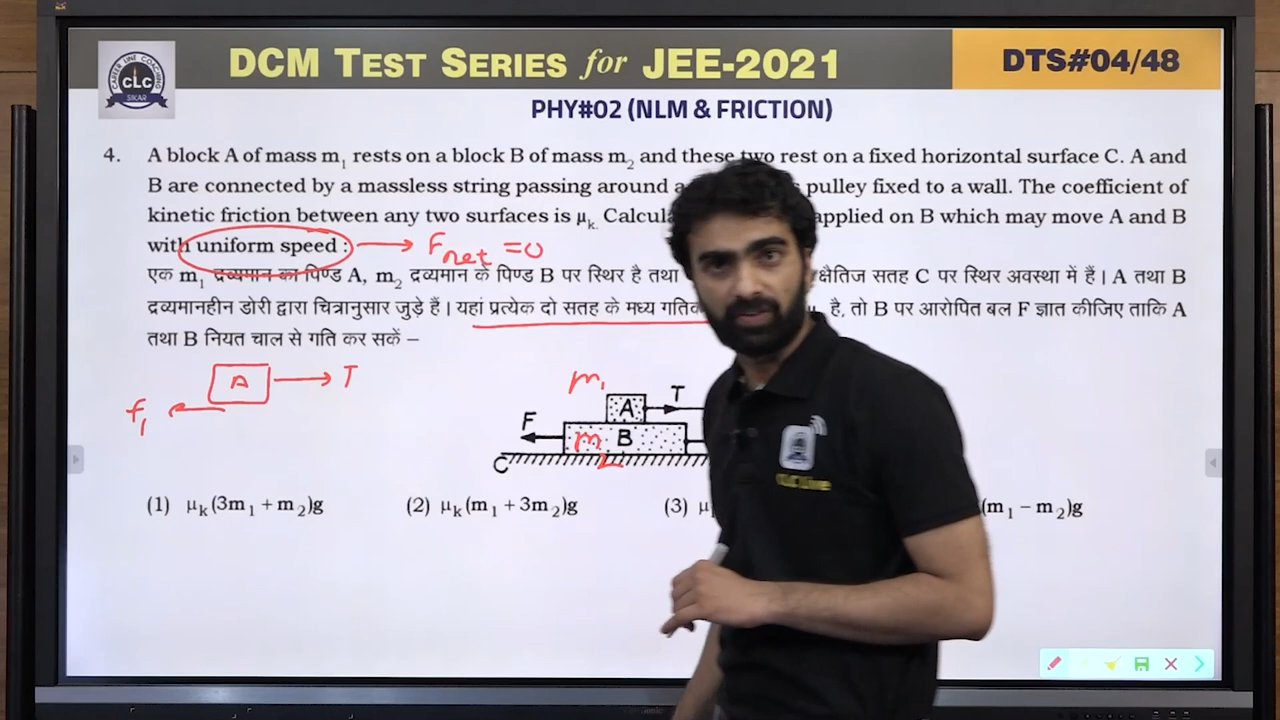 DCM TEST SERIES for JEE-2021
DTS#04/48
CAREER LINE COACHING
CLC
SIKAR
PHY#02 (NLM & FRICTION)
4. A block A of mass m₁ rests on a block B of mass m₂ and these two rest on a fixed horizontal surface C. A and
B are connected by a massless string passing around a pulley fixed to a wall. The coefficient of
kinetic friction between any two surfaces is μₖ. applied on B which may move A and B
with uniform speed : → F_net = 0
एक m₁ द्रव्यमान का पिण्ड A, m₂ द्रव्यमान के पिण्ड B पर स्थिर है तथा क्षैतिज सतह C पर स्थिर अवस्था में हैं। A तथा B
द्रव्यमानहीन डोरी द्वारा चित्रानुसार जुड़े हैं। यहां प्रत्येक दो सतह के मध्य है, तो B पर आरोपित बल F ज्ञात कीजिए ताकि A
तथा B नियत चाल से गति कर सकें –
A → T
f₁
m₁
A T
F
m₂ B
C
(1) μₖ(3m₁ + m₂)g (2) μₖ(m₁ + 3m₂)g (3) μ (m₁ − m₂)g